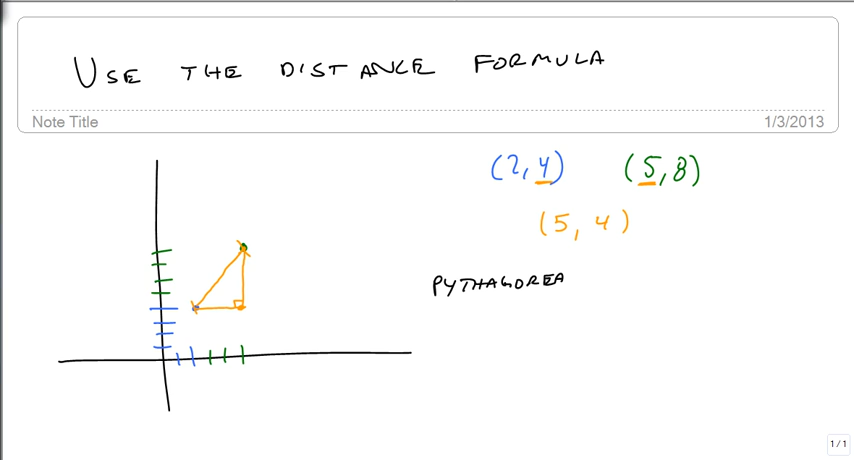 USE THE DISTANCE FORMULA
Note Title
1/3/2013
(2,4) (5,8)
(5, 4)
PYTHAGOREA
1 / 1